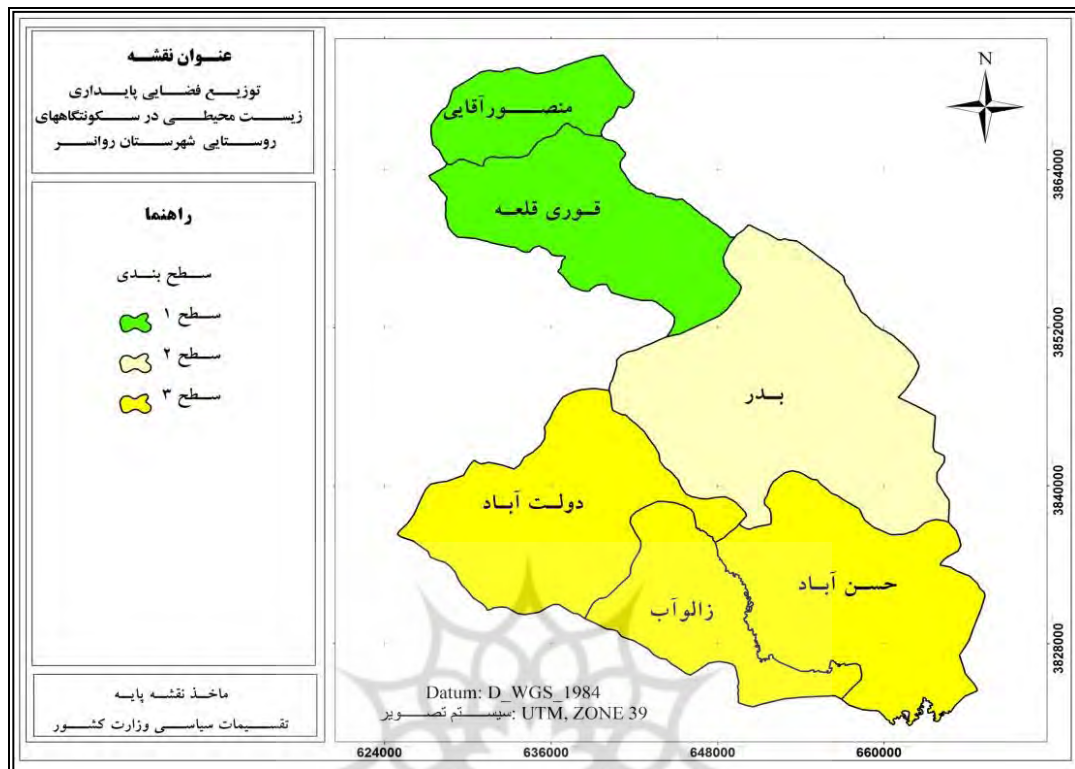 عنوان نقشه
توزیع فضایی پایداری
زیست محیطی در سکونتگاههای
روستایی شهرستان روانسر
راهنما
سطح بندی
سطح ۱
سطح ۲
سطح ۳
ماخذ نقشه پایه
تقسیمات سیاسی وزارت کشور
N
منصورآقایی
قوری قلعه
بدر
دولت آباد
حسن آباد
زالوآب
Datum: D_WGS_1984
سیستم تصویر: UTM, ZONE 39
3864000
3852000
3840000
3828000
624000 636000 648000 660000